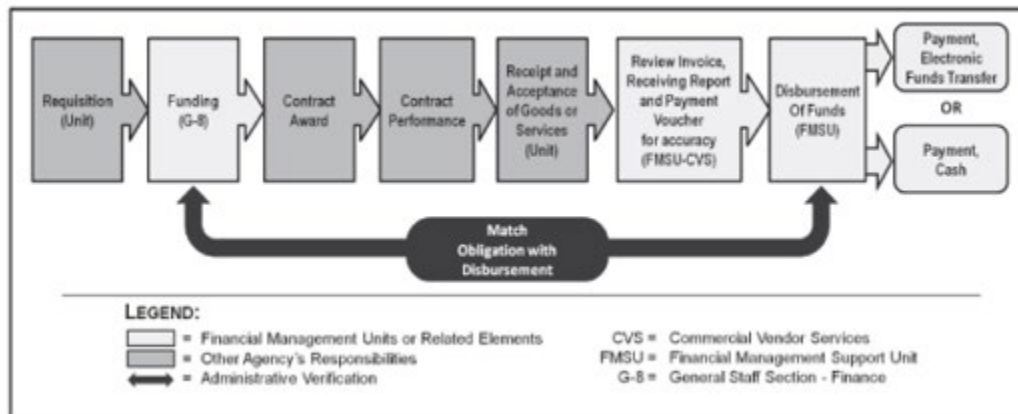 Requisition
(Unit)
Funding
(G-8)
Contract
Award
Contract
Performance
Receipt and
Acceptance
of Goods or
Services
(Unit)
Review Invoice,
Receiving Report
and Payment
Voucher
for accuracy
(FMSU-CVS)
Disbursement
Of Funds
(FMSU)
Payment,
Electronic
Funds Transfer
OR
Payment,
Cash
Match
Obligation with
Disbursement
LEGEND:
= Financial Management Units or Related Elements
= Other Agency's Responsibilities
= Administrative Verification
CVS = Commercial Vendor Services
FMSU = Financial Management Support Unit
G-8 = General Staff Section - Finance